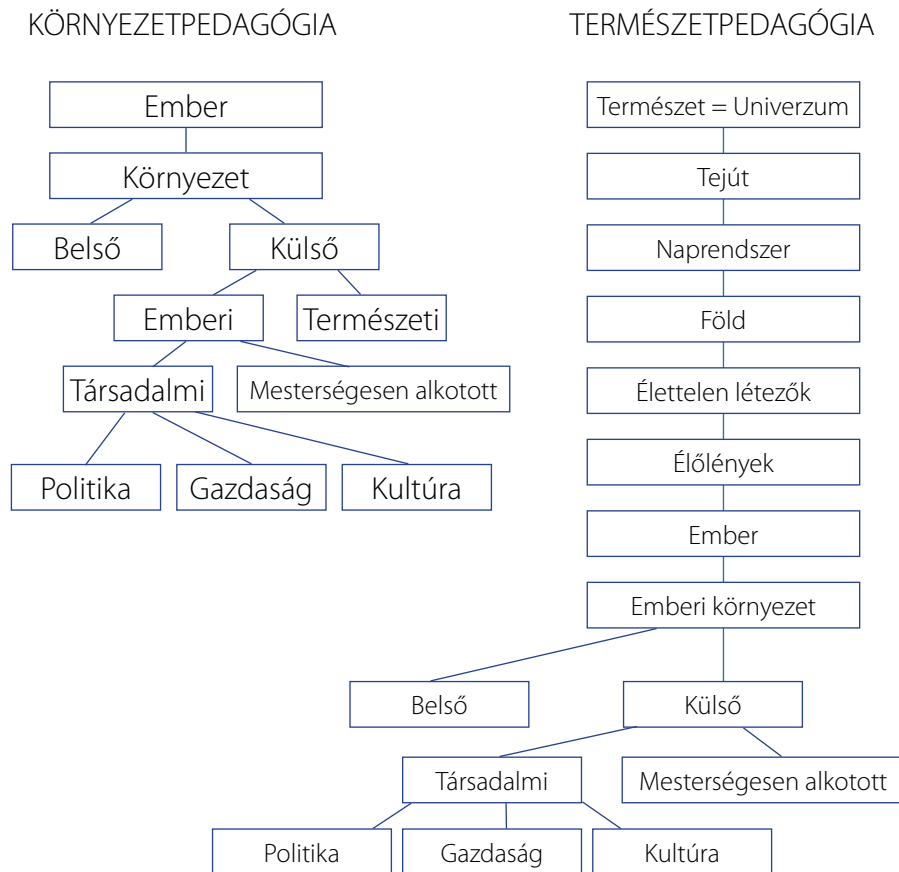 KÖRNYEZETPEDAGÓGIA
Ember
Környezet
Belső
Külső
Emberi
Természeti
Társadalmi
Mesterségesen alkotott
Politika
Gazdaság
Kultúra
TERMÉSZETPEDAGÓGIA
Természet = Univerzum
Tejút
Naprendszer
Föld
Élettelen létezők
Élőlények
Ember
Emberi környezet
Belső
Külső
Társadalmi
Mesterségesen alkotott
Politika
Gazdaság
Kultúra